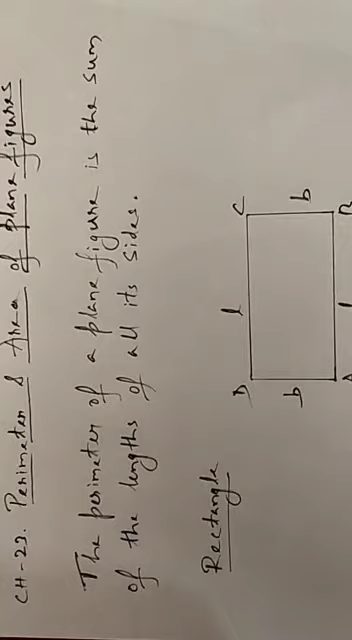 CH-23. Perimeter & Area of plane figures
The perimeter of a plane figure is the sum
of the lengths of all its sides.
Rectangle
D l C
b b
A l B